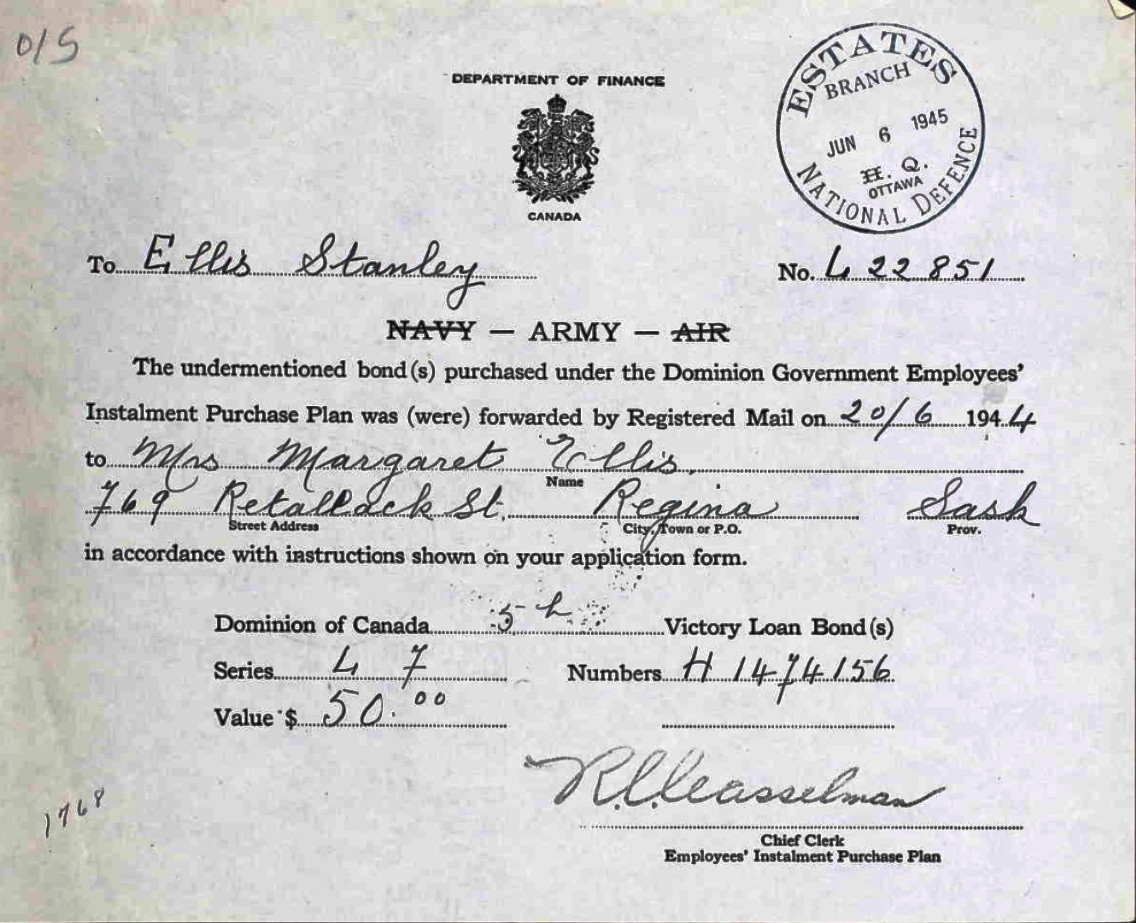 O/S
DEPARTMENT OF FINANCE
CANADA
ESTATES
BRANCH
JUN 6 1945
H. Q.
OTTAWA
NATIONAL DEFENCE
To Ellis Stanley No. L 22851
NAVY — ARMY — AIR
The undermentioned bond(s) purchased under the Dominion Government Employees'
Instalment Purchase Plan was (were) forwarded by Registered Mail on 20/6 1944
to Mrs Margaret Ellis.
Name
769 Retallack St. Regina Sask
Street Address City, Town or P.O. Prov.
in accordance with instructions shown on your application form.
Dominion of Canada 5th Victory Loan Bond(s)
Series L 7 Numbers H 1474156
Value $ 50.00
1768
Chief Clerk
Employees' Instalment Purchase Plan